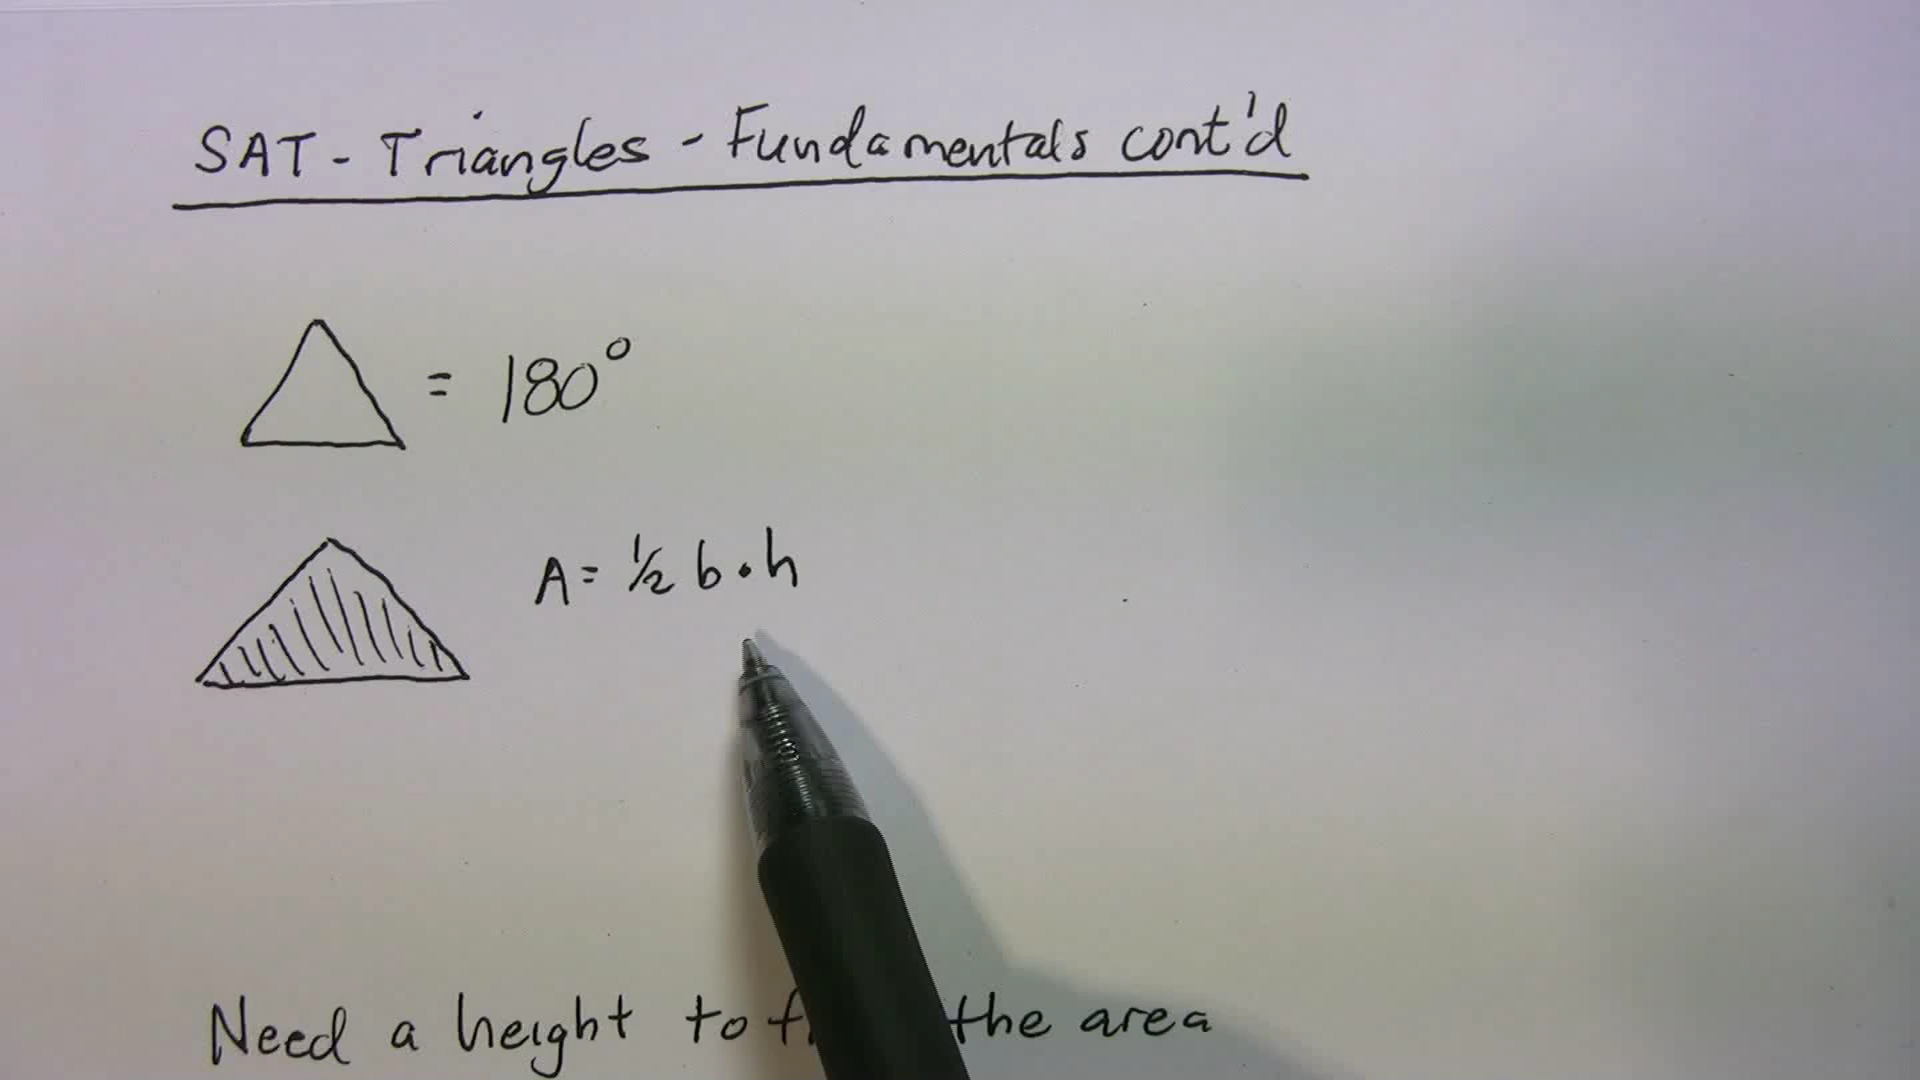 SAT - Triangles - Fundamentals cont'd
= 180°
A = ½ b • h
Need a height to the area